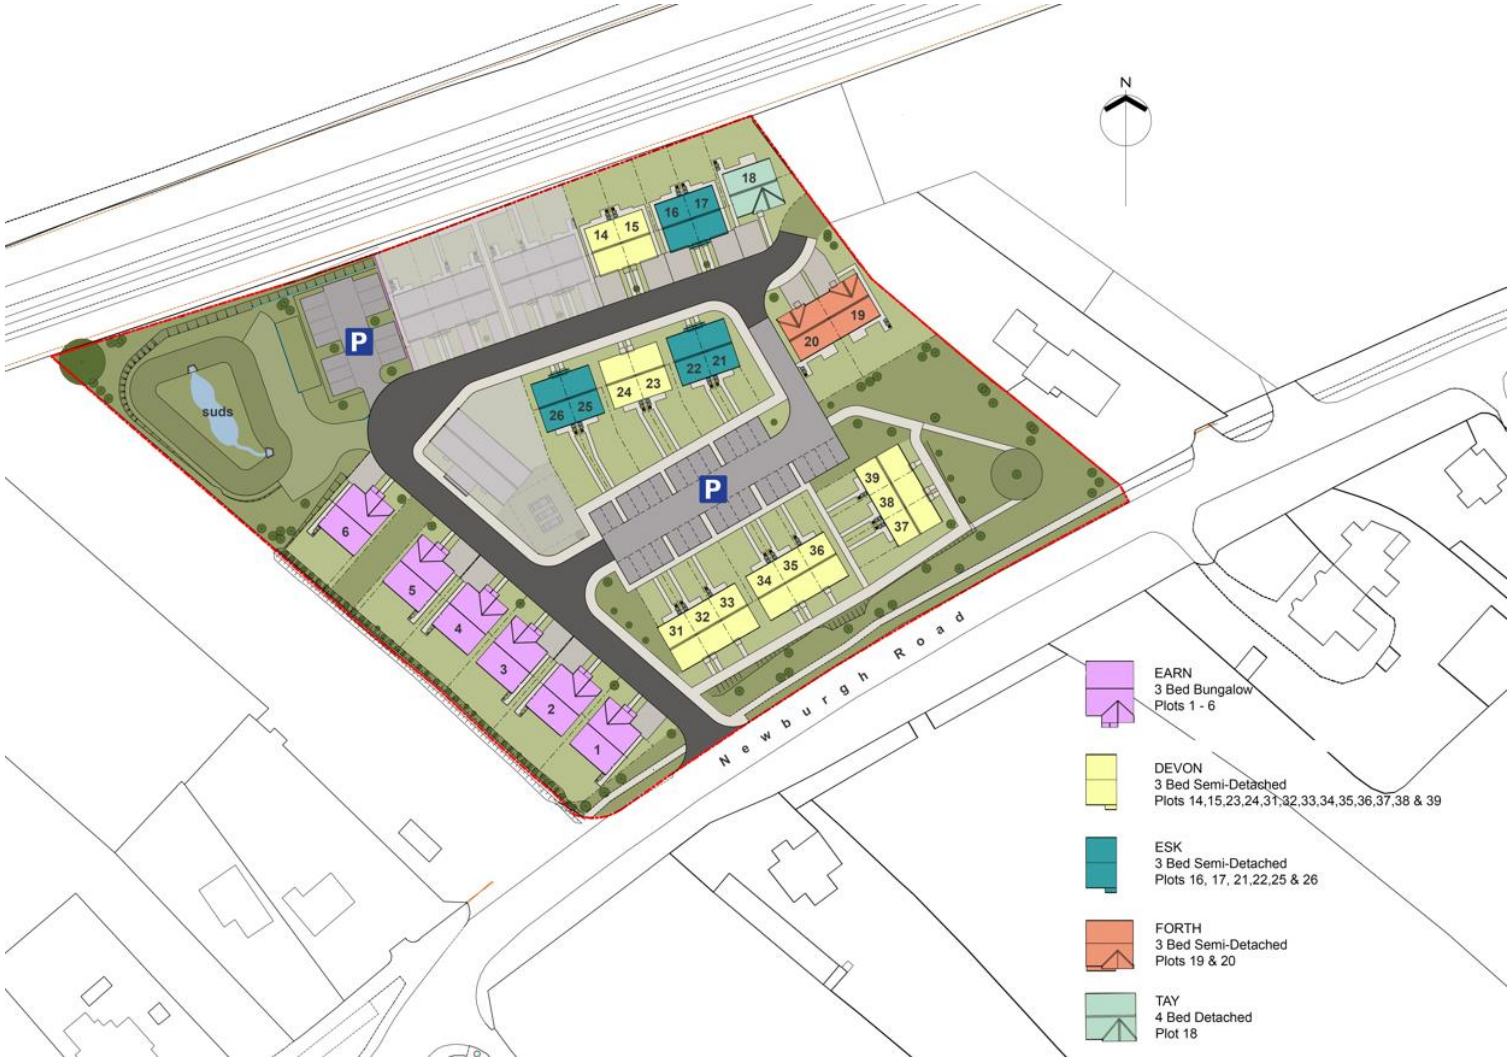 N
18
17
16
15
14
19
20
P
suds
21
22
23
24
25
26
P
39
38
37
36
35
34
33
32
31
6
5
4
3
2
1
Newburgh Road
EARN
3 Bed Bungalow
Plots 1 - 6
DEVON
3 Bed Semi-Detached
Plots 14,15,23,24,31,32,33,34,35,36,37,38 & 39
ESK
3 Bed Semi-Detached
Plots 16, 17, 21,22,25 & 26
FORTH
3 Bed Semi-Detached
Plots 19 & 20
TAY
4 Bed Detached
Plot 18